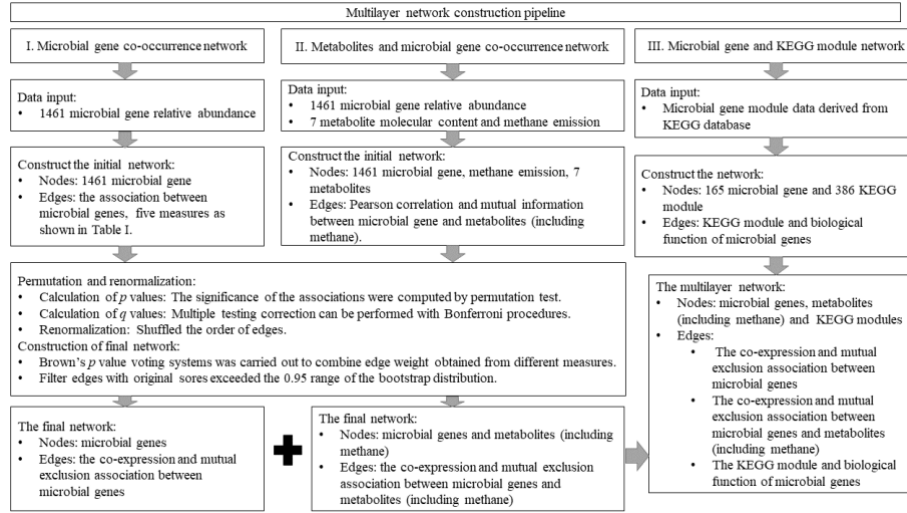 Multilayer network construction pipeline
I. Microbial gene co-occurrence network
Data input:
• 1461 microbial gene relative abundance
Construct the initial network:
• Nodes: 1461 microbial gene
• Edges: the association between
microbial genes, five measures as
shown in Table I.
II. Metabolites and microbial gene co-occurrence network
Data input:
• 1461 microbial gene relative abundance
• 7 metabolite molecular content and methane emission
Construct the initial network:
• Nodes: 1461 microbial gene, methane emission, 7
metabolites
• Edges: Pearson correlation and mutual information
between microbial gene and metabolites (including
methane).
Permutation and renormalization:
• Calculation of p values: The significance of the associations were computed by permutation test.
• Calculation of q values: Multiple testing correction can be performed with Bonferroni procedures.
• Renormalization: Shuffled the order of edges.
Construction of final network:
• Brown's p value voting systems was carried out to combine edge weight obtained from different measures.
• Filter edges with original sores exceeded the 0.95 range of the bootstrap distribution.
The final network:
• Nodes: microbial genes
• Edges: the co-expression and mutual
exclusion association between
microbial genes
The final network:
• Nodes: microbial genes and metabolites (including
methane)
• Edges: the co-expression and mutual exclusion
association between microbial genes and
metabolites (including methane)
III. Microbial gene and KEGG module network
Data input:
• Microbial gene module data derived from
KEGG database
Construct the network:
• Nodes: 165 microbial gene and 386 KEGG
module
• Edges: KEGG module and biological
function of microbial genes
The multilayer network:
• Nodes: microbial genes, metabolites
(including methane) and KEGG modules
• Edges:
• The co-expression and mutual
exclusion association between
microbial genes
• The co-expression and mutual
exclusion association between
microbial genes and metabolites
(including methane)
• The KEGG module and biological
function of microbial genes